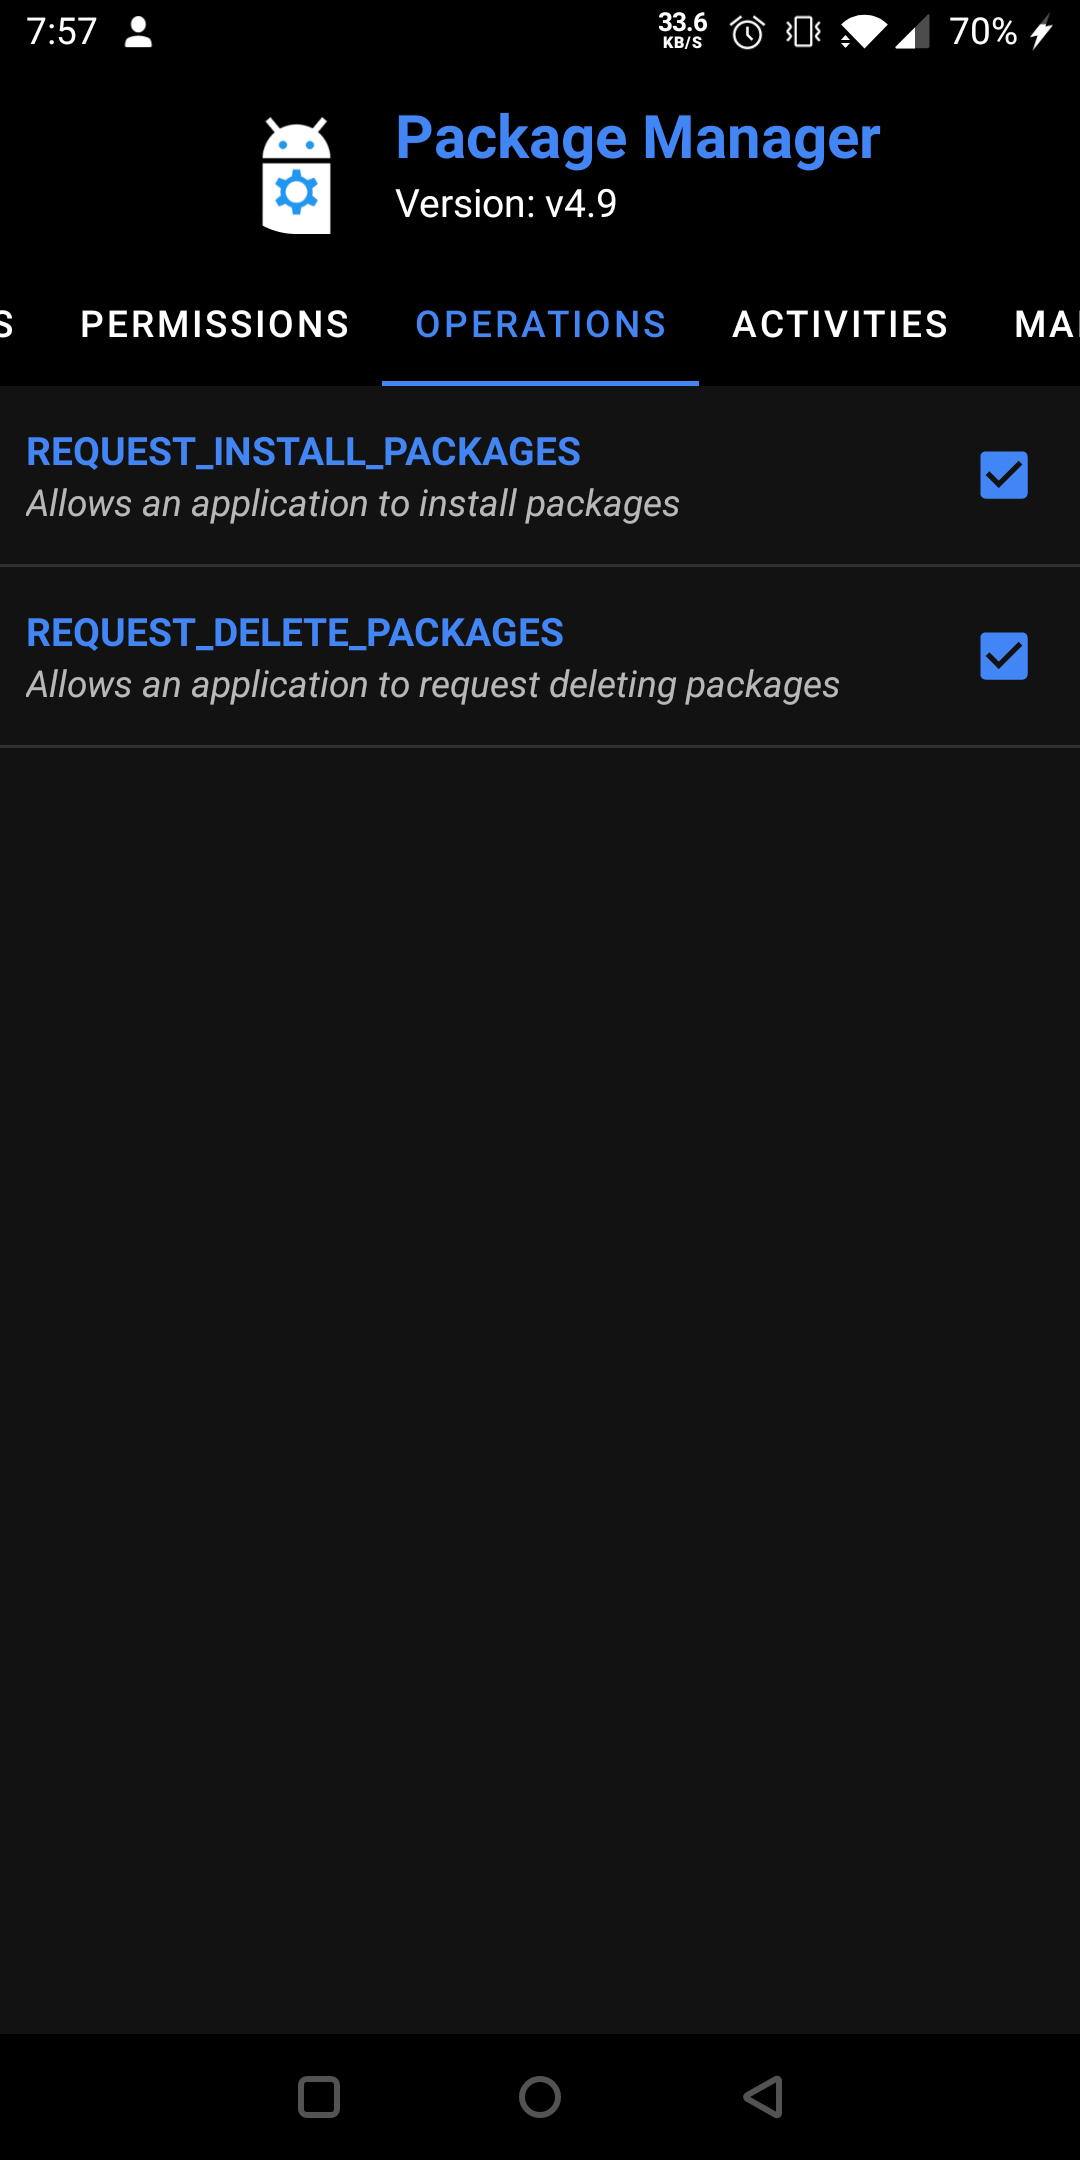 7:57
33.6
KB/S
70%
Package Manager
Version: v4.9
S PERMISSIONS OPERATIONS ACTIVITIES MA
REQUEST_INSTALL_PACKAGES
Allows an application to install packages
REQUEST_DELETE_PACKAGES
Allows an application to request deleting packages